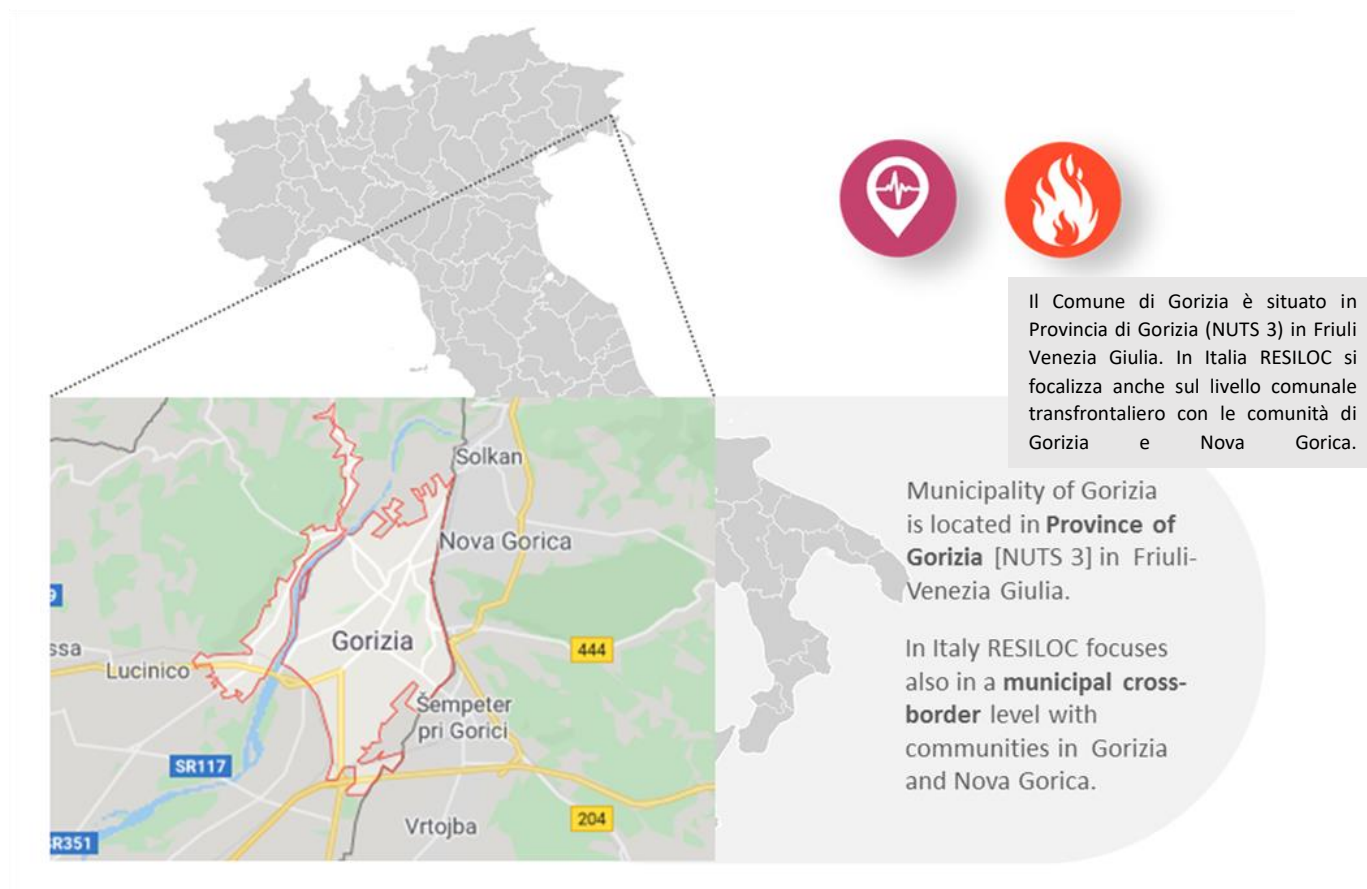 Il Comune di Gorizia è situato in
Provincia di Gorizia (NUTS 3) in Friuli
Venezia Giulia. In Italia RESILOC si
focalizza anche sul livello comunale
transfrontaliero con le comunità di
Gorizia e Nova Gorica.
Municipality of Gorizia
is located in Province of
Gorizia [NUTS 3] in Friuli-
Venezia Giulia.
In Italy RESILOC focuses
also in a municipal cross-
border level with
communities in Gorizia
and Nova Gorica.
Solkan
Nova Gorica
Gorizia
444
ssa
Lucinico
Šempeter
pri Gorici
SR117
Vrtojba
204
SR351